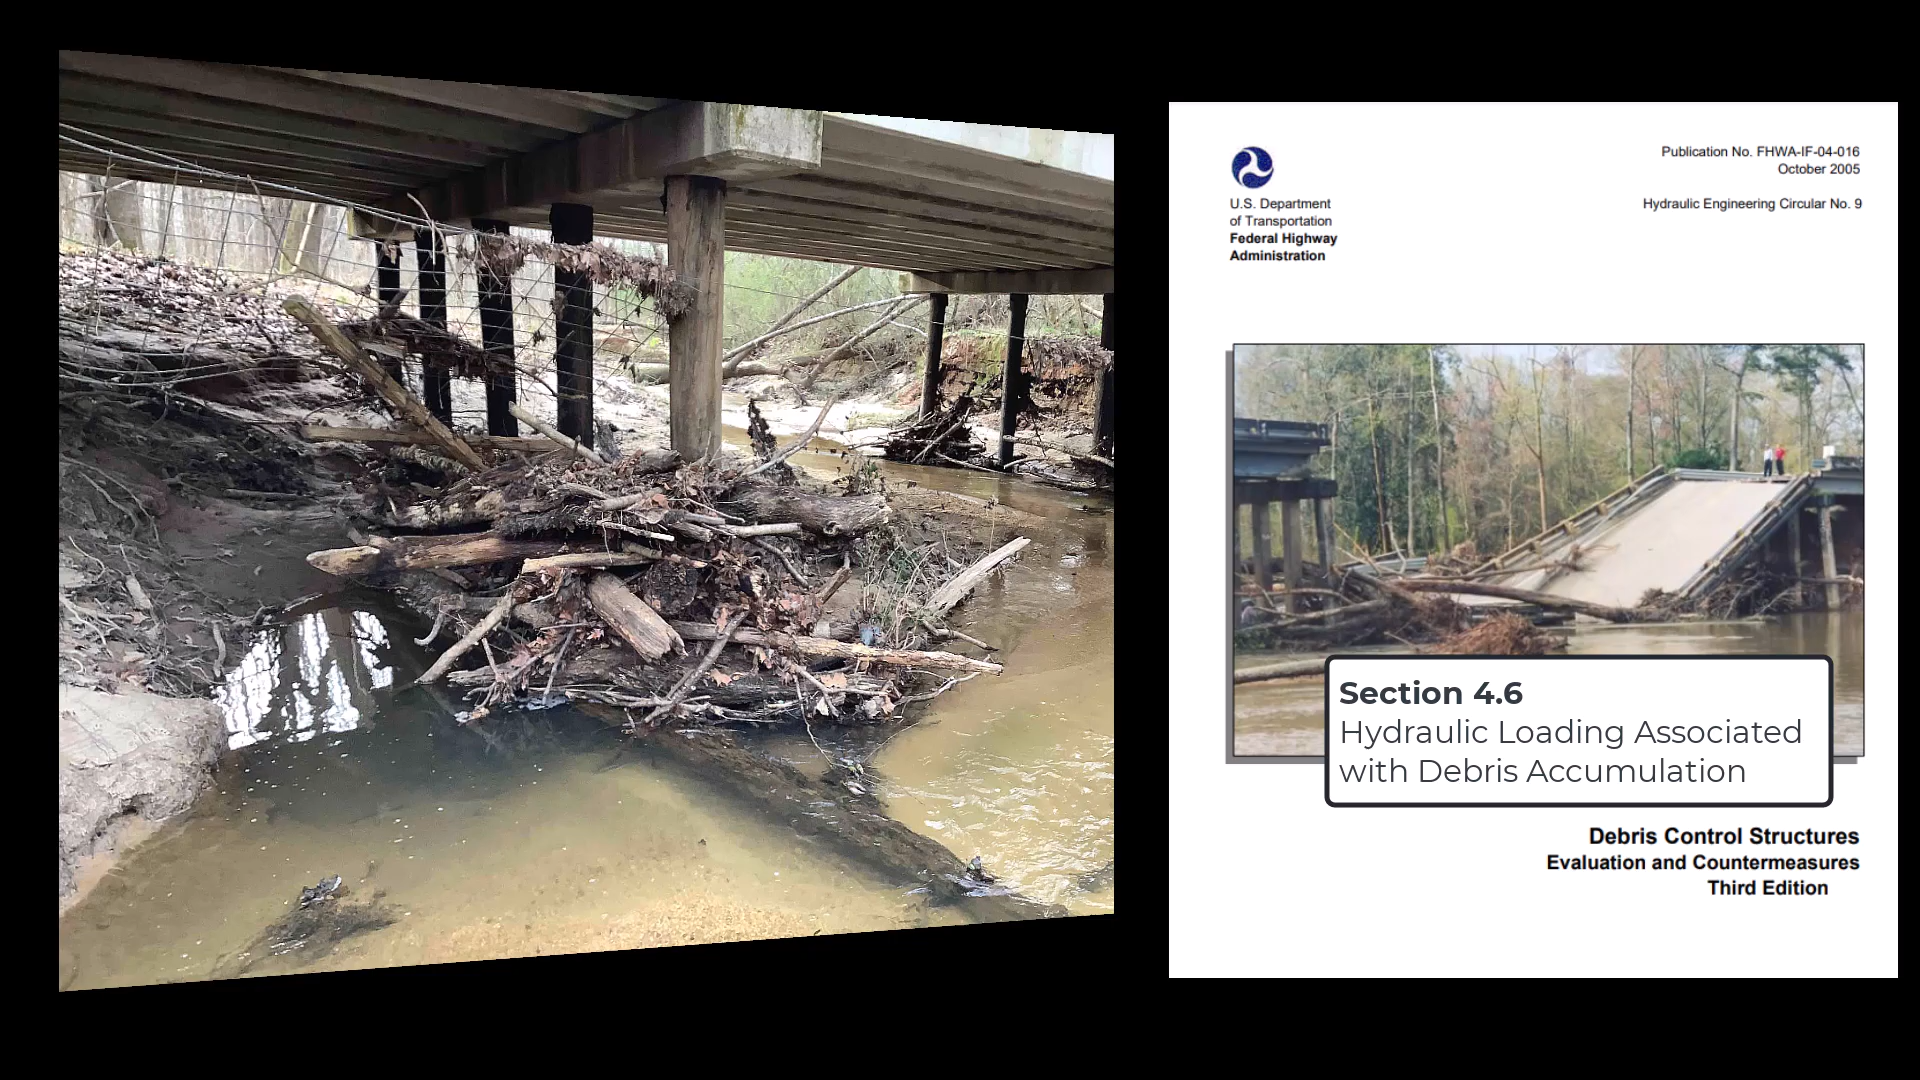 Publication No. FHWA-IF-04-016
October 2005
Hydraulic Engineering Circular No. 9
U.S. Department
of Transportation
Federal Highway
Administration
Section 4.6
Hydraulic Loading Associated
with Debris Accumulation
Debris Control Structures
Evaluation and Countermeasures
Third Edition